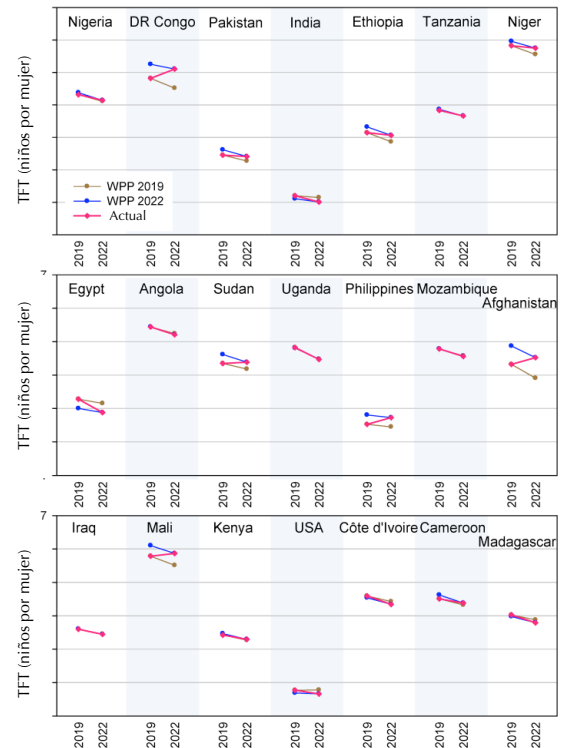 Nigeria DR Congo Pakistan India Ethiopia Tanzania Niger
TFT (niños por mujer)
WPP 2019
WPP 2022
Actual
2019 2022 2019 2022 2019 2022 2019 2022 2019 2022 2019 2022 2019 2022
7
Egypt Angola Sudan Uganda Philippines Mozambique
Afghanistan
TFT (niños por mujer)
2019 2022 2019 2022 2019 2022 2019 2022 2019 2022 2019 2022 2019 2022
7
Iraq Mali Kenya USA Côte d'Ivoire Cameroon
Madagascar
TFT (niños por mujer)
2019 2022 2019 2022 2019 2022 2019 2022 2019 2022 2019 2022 2019 2022